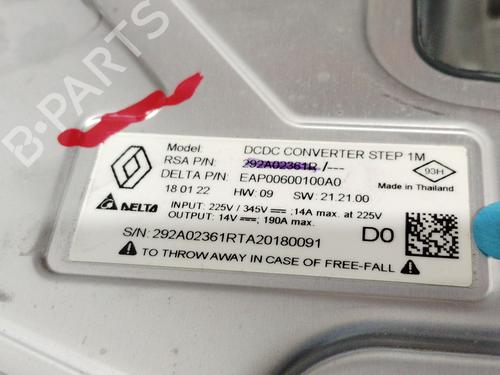 B-PARTS
Model: DCDC CONVERTER STEP 1M
RSA P/N: 292A02361R /---
DELTA P/N: EAP00600100A0
18 01 22 HW: 09 SW: 21.21.00
93H
Made in Thailand
DELTA
INPUT: 225V / 345V ⎓ ;14A max. at 225V
OUTPUT: 14V ⎓ ;190A max.
S/N: 292A02361RTA20180091
D0
TO THROW AWAY IN CASE OF FREE-FALL